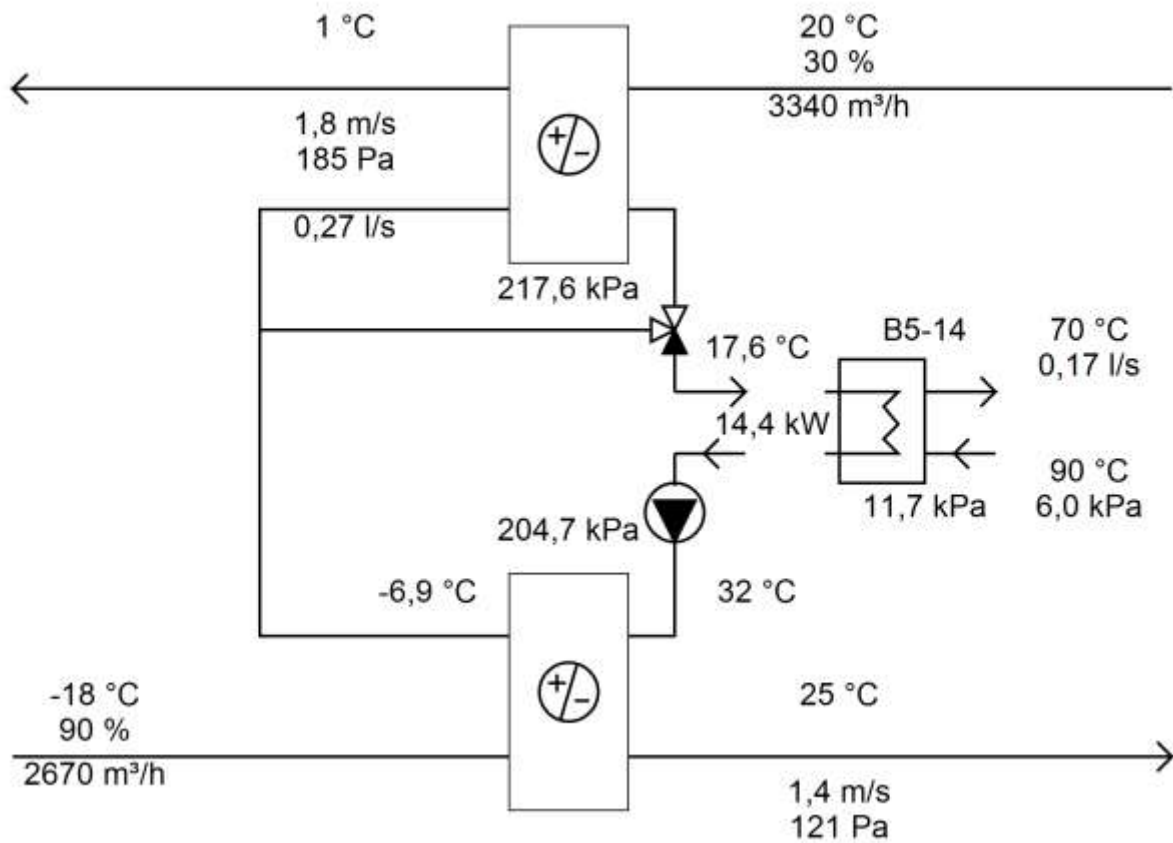 1 °C
20 °C
30 %
3340 m³/h
1,8 m/s
185 Pa
0,27 l/s
217,6 kPa
17,6 °C
B5-14
70 °C
0,17 l/s
14,4 kW
90 °C
6,0 kPa
11,7 kPa
204,7 kPa
-6,9 °C
32 °C
-18 °C
90 %
2670 m³/h
25 °C
1,4 m/s
121 Pa